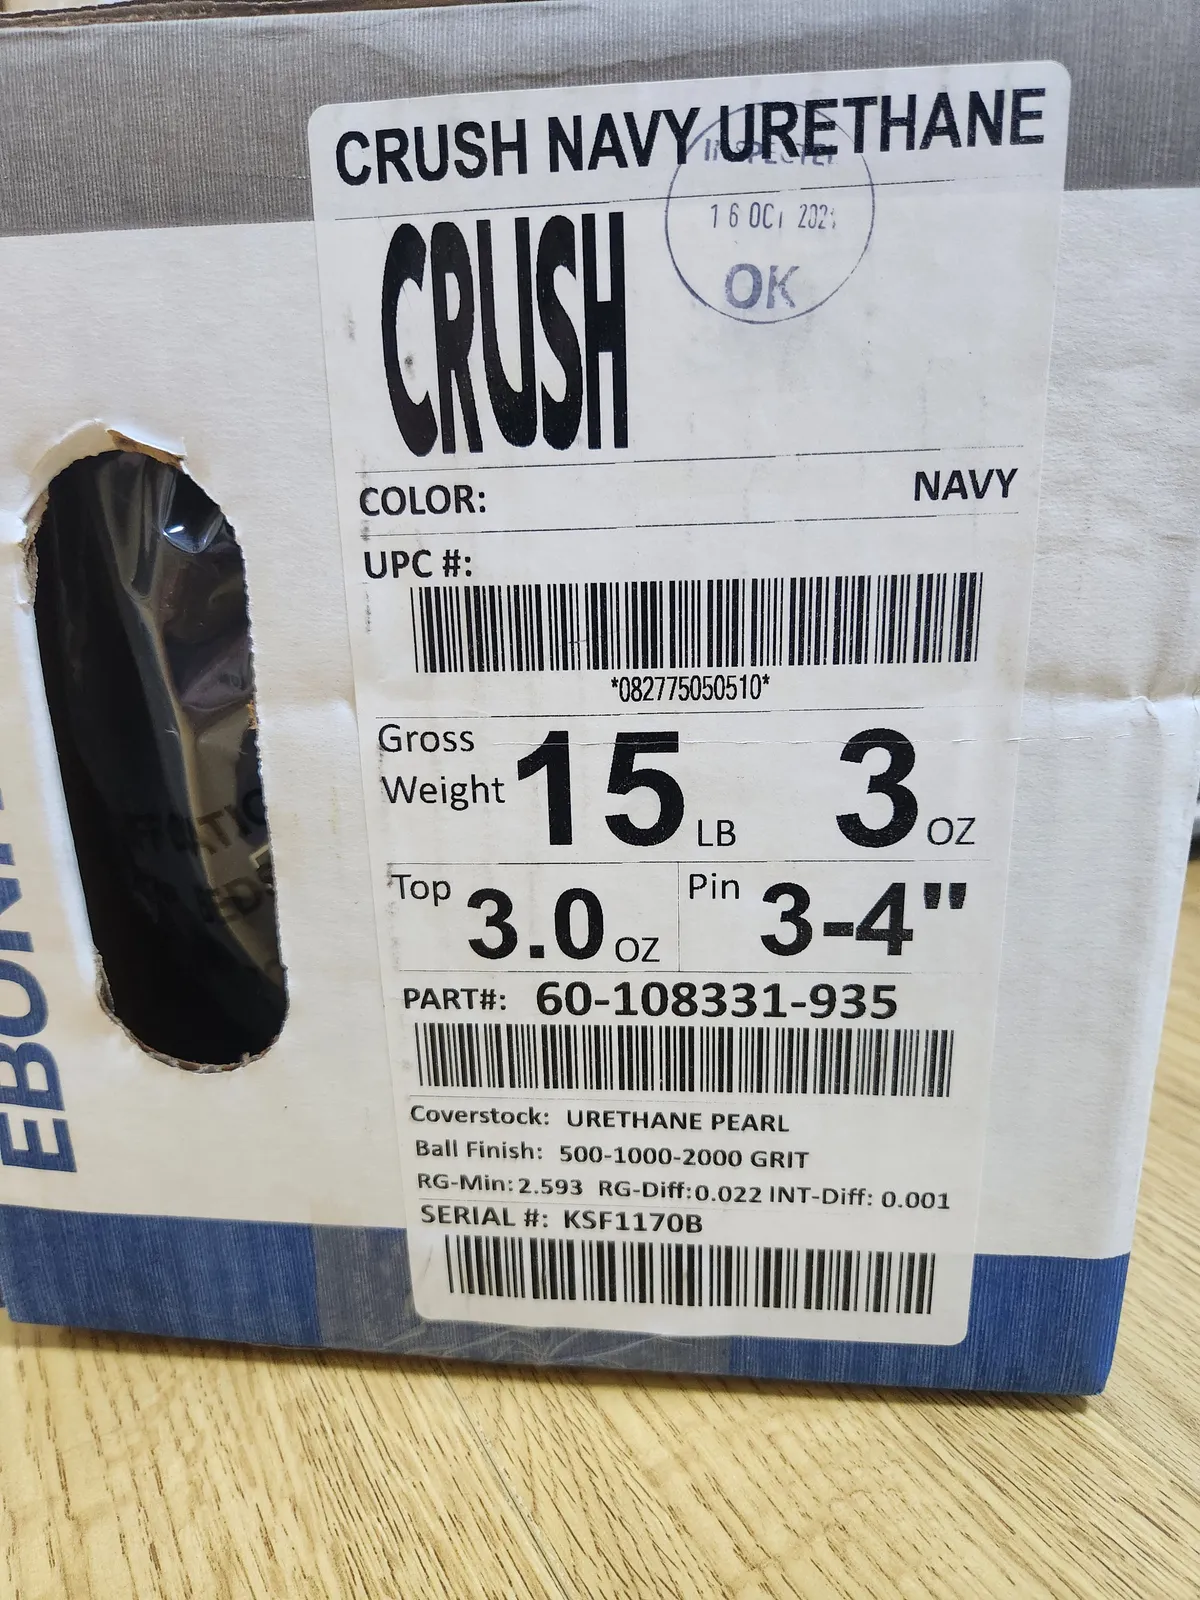 CRUSH NAVY URETHANE
INSPECTED
16 OCT
OK
CRUSH
COLOR: NAVY
UPC #:
*082775050510*
Gross Weight 15 LB 3 OZ
Top 3.0 OZ Pin 3-4"
PART#: 60-108331-935
Coverstock: URETHANE PEARL
Ball Finish: 500-1000-2000 GRIT
RG-Min: 2.593 RG-Diff: 0.022 INT-Diff: 0.001
SERIAL #: KSF1170B
EBONI